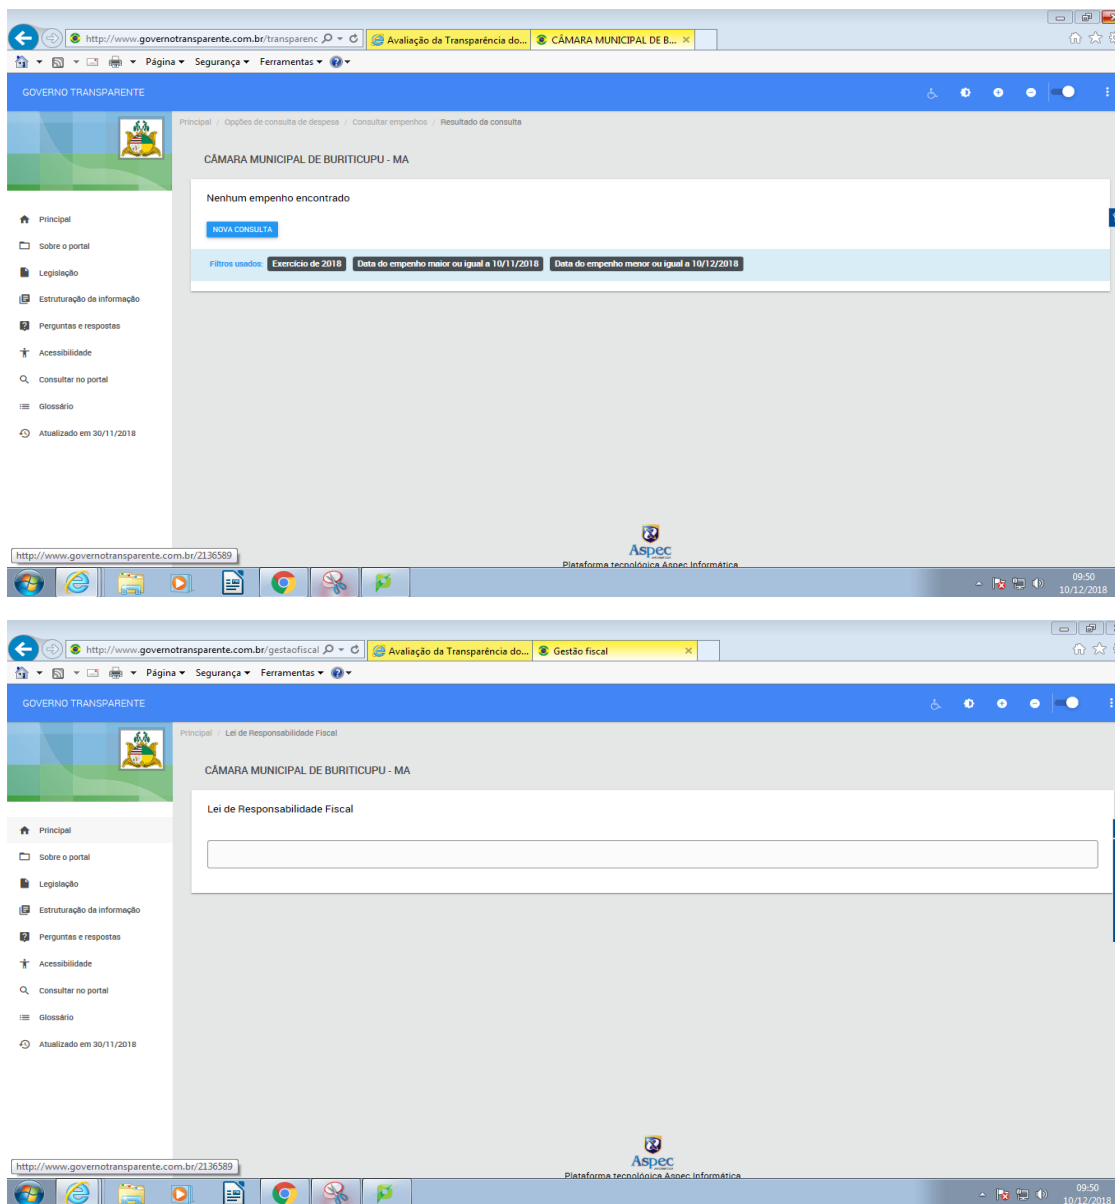 http://www.governotransparente.com.br/transparenc
Avaliação da Transparência do...
CÂMARA MUNICIPAL DE B...
Página
Segurança
Ferramentas
GOVERNO TRANSPARENTE
Principal / Opções de consulta de despesa / Consultar empenhos / Resultado da consulta
CÂMARA MUNICIPAL DE BURITICUPU - MA
Nenhum empenho encontrado
NOVA CONSULTA
Filtros usados: Exercício de 2018 Data do empenho maior ou igual a 10/11/2018 Data do empenho menor ou igual a 10/12/2018
Principal
Sobre o portal
Legislação
Estruturação da informação
Perguntas e respostas
Acessibilidade
Consultar no portal
Glossário
Atualizado em 30/11/2018
Aspec
Plataforma tecnológica Aspec Informática
http://www.governotransparente.com.br/2136589
09:50
10/12/2018
http://www.governotransparente.com.br/gestaofiscal
Avaliação da Transparência do...
Gestão fiscal
Página
Segurança
Ferramentas
GOVERNO TRANSPARENTE
Principal / Lei de Responsabilidade Fiscal
CÂMARA MUNICIPAL DE BURITICUPU - MA
Lei de Responsabilidade Fiscal
Principal
Sobre o portal
Legislação
Estruturação da informação
Perguntas e respostas
Acessibilidade
Consultar no portal
Glossário
Atualizado em 30/11/2018
Aspec
Plataforma tecnológica Aspec Informática
http://www.governotransparente.com.br/2136589
09:50
10/12/2018